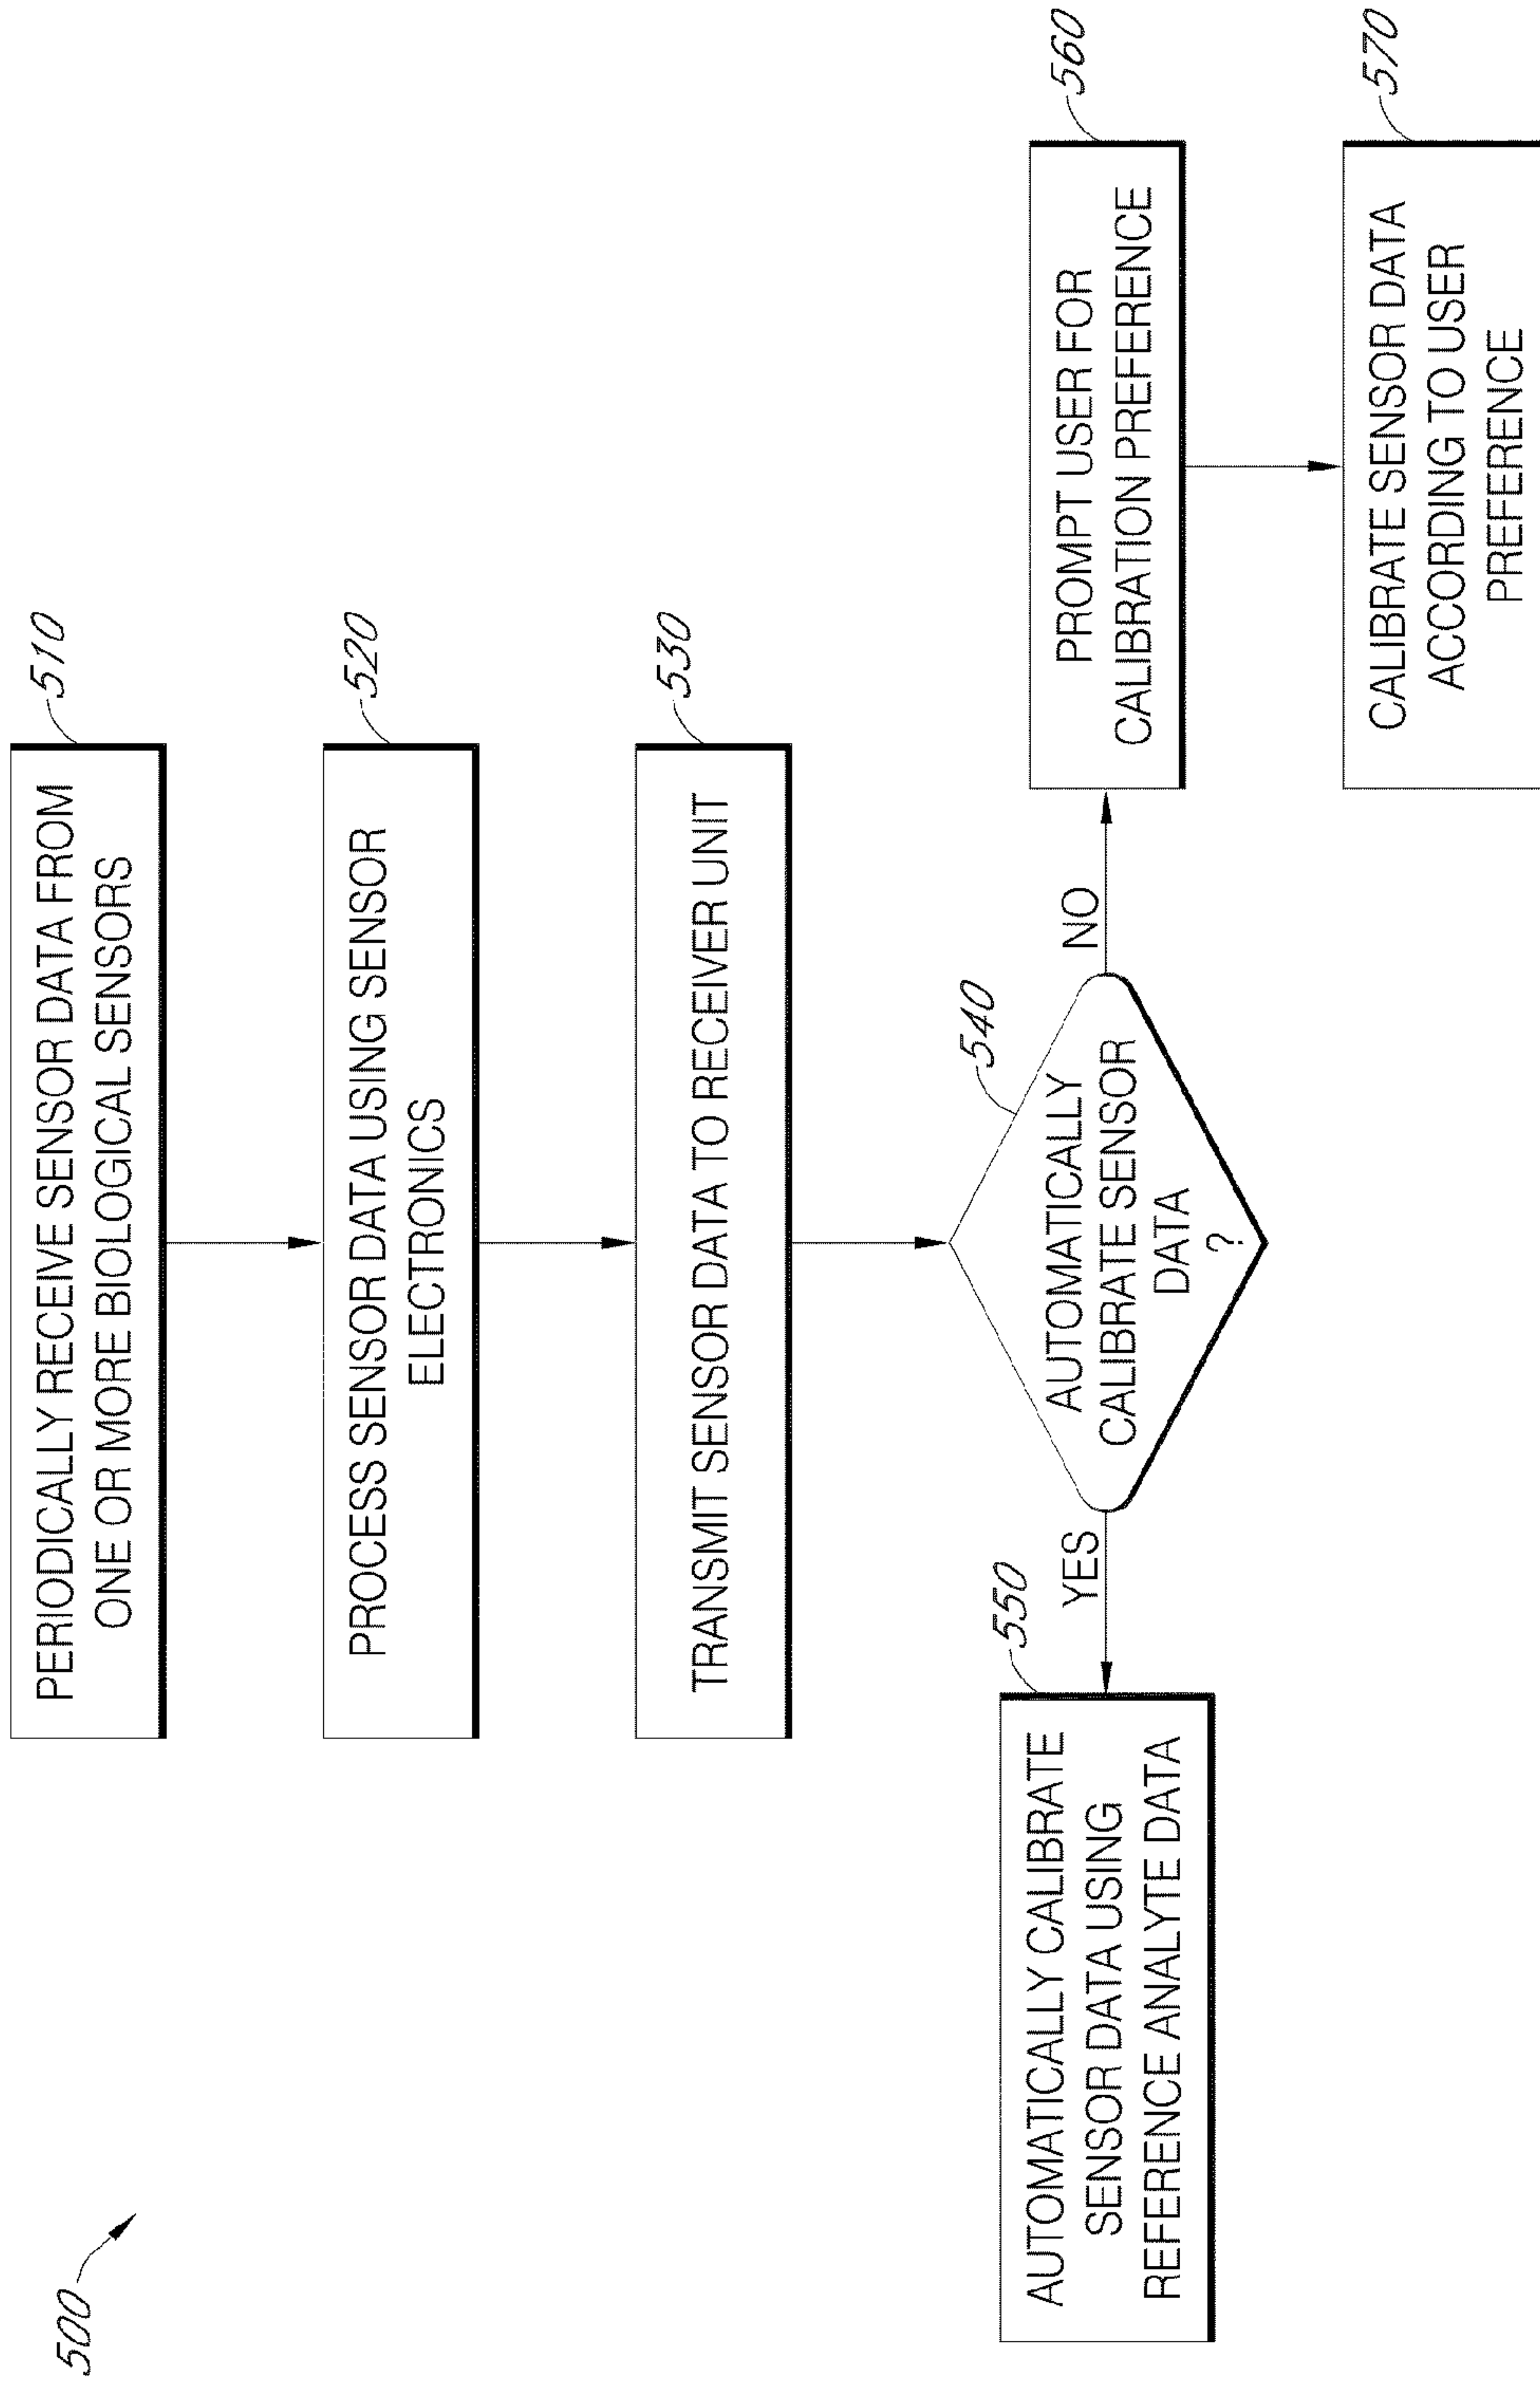 500
510
PERIODICALLY RECEIVE SENSOR DATA FROM
ONE OR MORE BIOLOGICAL SENSORS
520
PROCESS SENSOR DATA USING SENSOR
ELECTRONICS
530
TRANSMIT SENSOR DATA TO RECEIVER UNIT
540
AUTOMATICALLY
CALIBRATE SENSOR
DATA
?
YES
NO
550
AUTOMATICALLY CALIBRATE
SENSOR DATA USING
REFERENCE ANALYTE DATA
560
PROMPT USER FOR
CALIBRATION PREFERENCE
570
CALIBRATE SENSOR DATA
ACCORDING TO USER
PREFERENCE